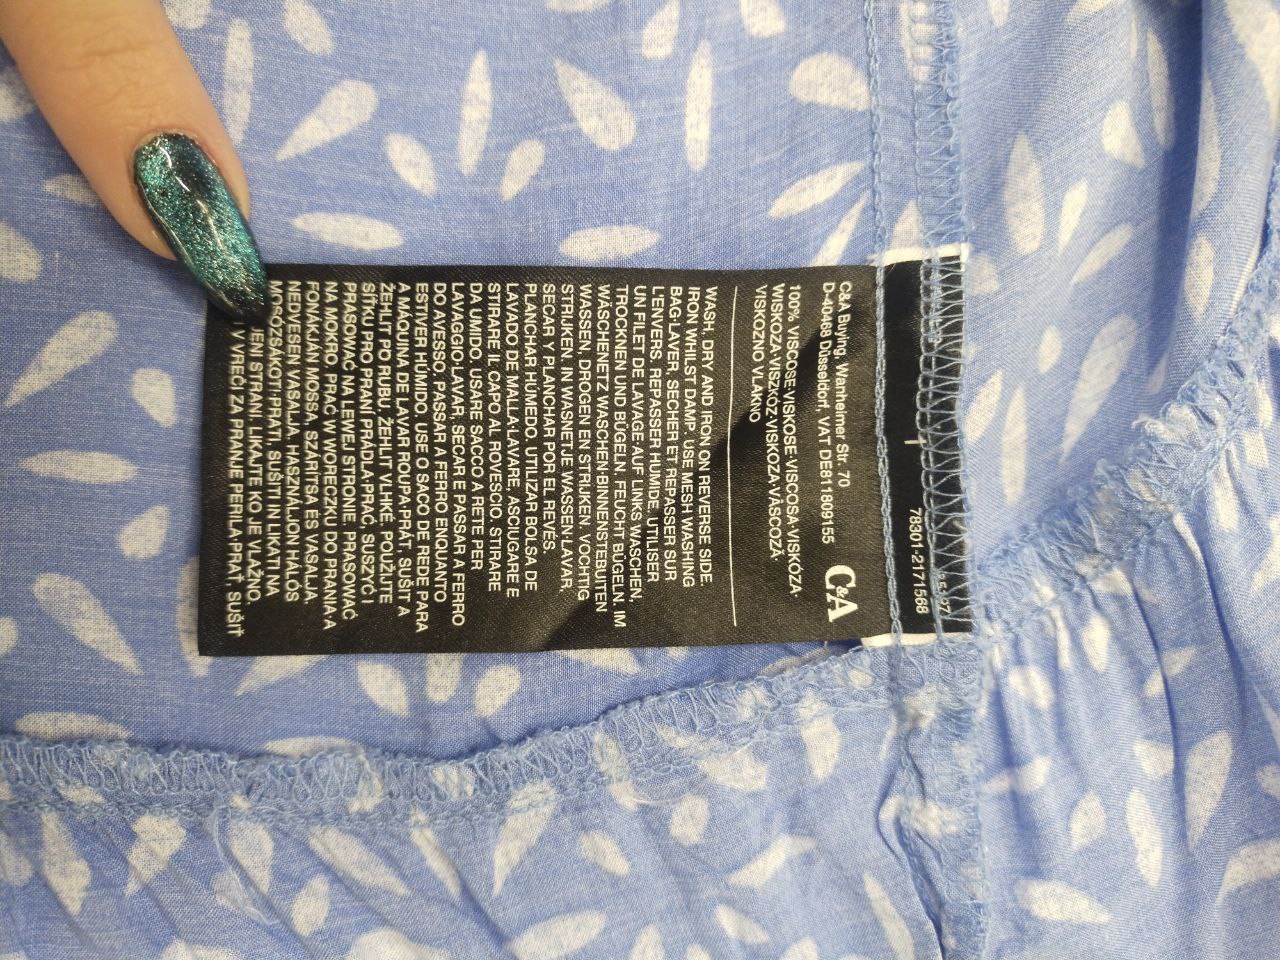 78501-2171568
C&A
C&A Buying, Wanheimer Str. 70
D-40468 Düsseldorf, VAT DE811809155
100% VISCOSE·VISKOSE·VISCOSA·VISKÓZA·
WISKOZA·VISZKÓZ·VISKOZA·VÂSCOZĂ·
VISKOZNO VLAKNO
WASH, DRY AND IRON ON REVERSE SIDE.
IRON WHILST DAMP. USE MESH WASHING
BAG·LAVER, SECHER ET REPASSER SUR
L'ENVERS. REPASSER HUMIDE. UTILISER
UN FILET DE LAVAGE·AUF LINKS WASCHEN,
TROCKNEN UND BÜGELN. FEUCHT BÜGELN. IM
WÄSCHENETZ WASCHEN·BINNENSTEBUITEN
WASSEN, DROGEN EN STRIJKEN. VOCHTIG
STRIJKEN. IN WASNETJE WASSEN·LAVAR,
SECAR Y PLANCHAR POR EL REVÉS.
PLANCHAR HÚMEDO. UTILIZAR BOLSA DE
LAVADO DE MALLA·LAVARE, ASCIUGARE E
STIRARE IL CAPO AL ROVESCIO. STIRARE
DA UMIDO. USARE SACCO A RETE PER
LAVAGGIO·LAVAR, SECAR E PASSAR A FERRO
DO AVESSO. PASSAR A FERRO ENQUANTO
ESTIVER HÚMIDO. USE O SACO DE REDE PARA
A MAQUINA DE LAVAR ROUPA·PRÁT, SUŠIT A
ŽEHLIT PO RUBU. ŽEHLIT VLHKÉ. POUŽIJTE
SÍŤKU PRO PRANÍ PRÁDLA·PRAĆ, SUSZYĆ I
PRASOWAĆ NA LEWEJ STRONIE. PRASOWAĆ
NA MOKRO. PRAĆ W WORECZKU DO PRANIA·A
FONÁKJÁN MOSSA, SZÁRÍTSA ÉS VASALJA.
NEDVESEN VASALJA. HASZNÁLJON HÁLÓS
MOSÓZSÁKOT!·PRATI, SUŠITI IN LIKATI NA
JENI STRANI. LIKAJTE KO JE VLAŽNO.
V VREČI ZA PRANJE PERILA·PRAŤ, SUŠIŤ